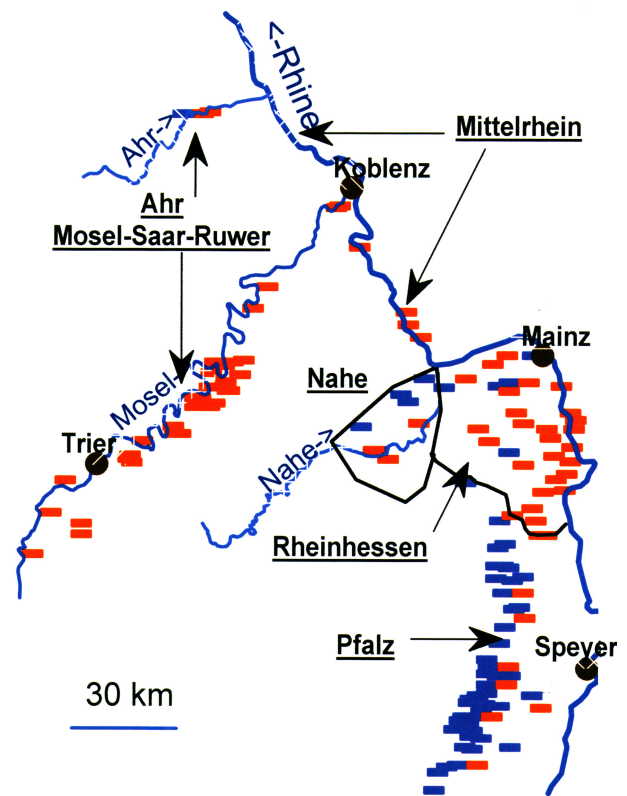 <-Rhine
Ahr->
Mittelrhein
Koblenz
Ahr
Mosel-Saar-Ruwer
Mainz
Nahe
Mosel->
Trier
Nahe->
Rheinhessen
Pfalz
Speyer
30 km